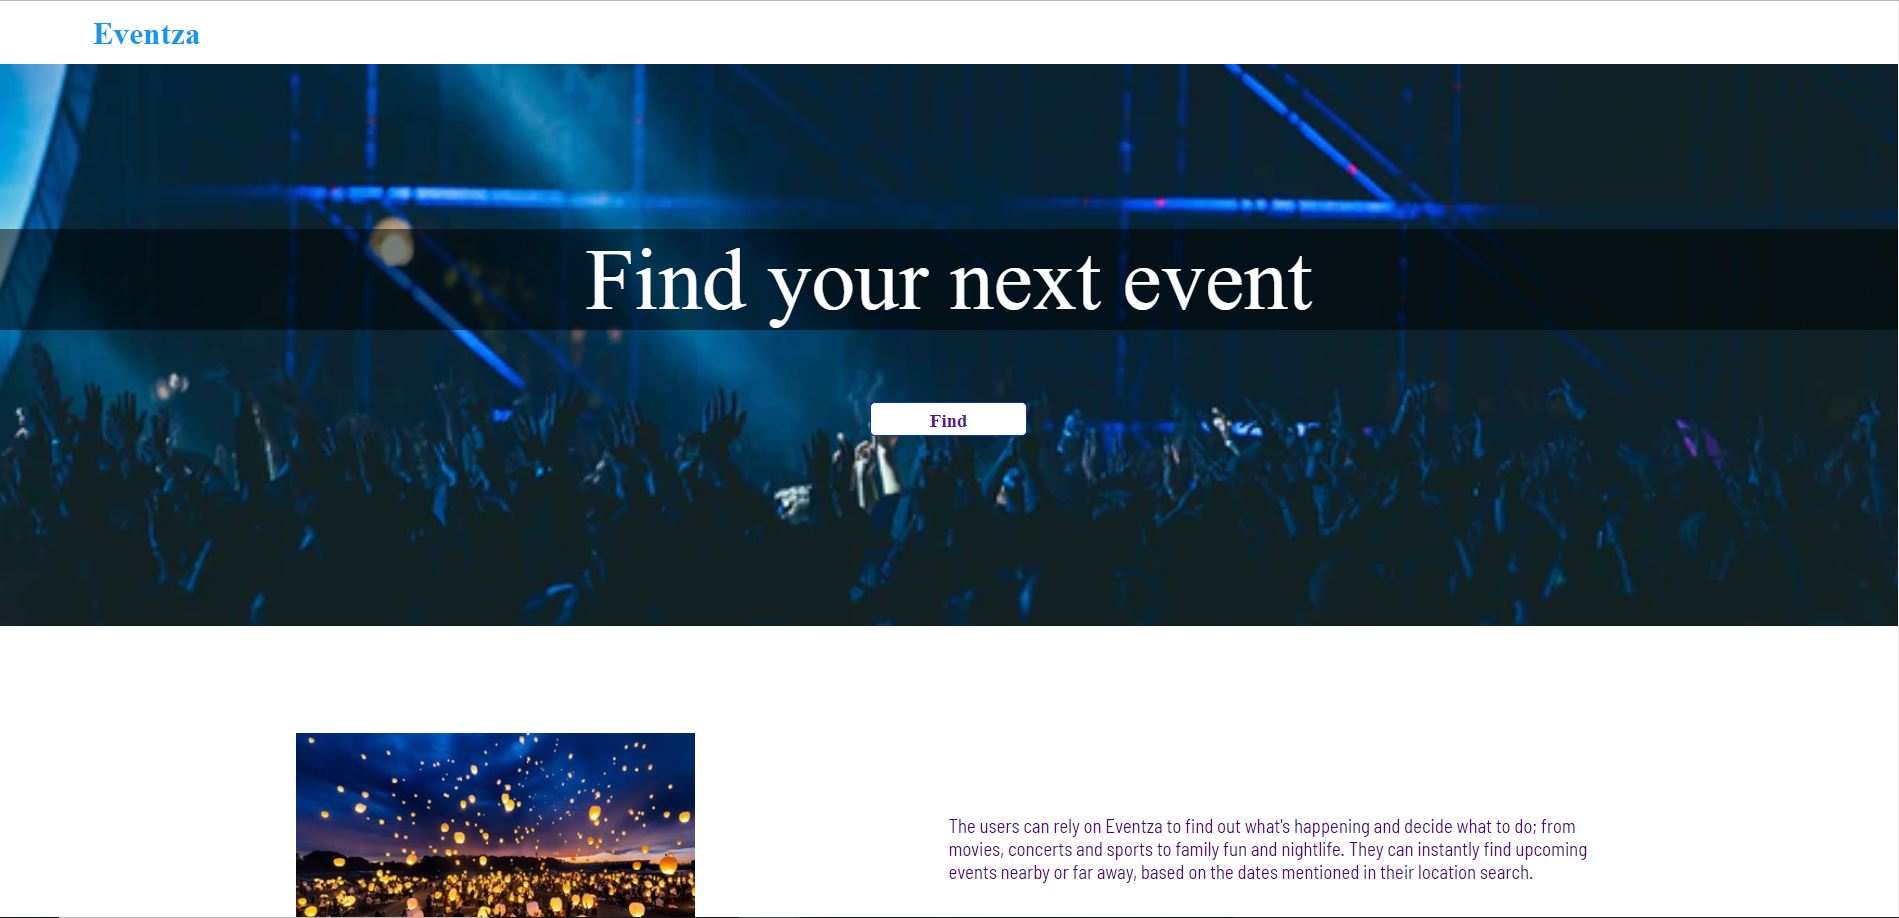 Eventza
Find your next event
Find
The users can rely on Eventza to find out what's happening and decide what to do; from
movies, concerts and sports to family fun and nightlife. They can instantly find upcoming
events nearby or far away, based on the dates mentioned in their location search.